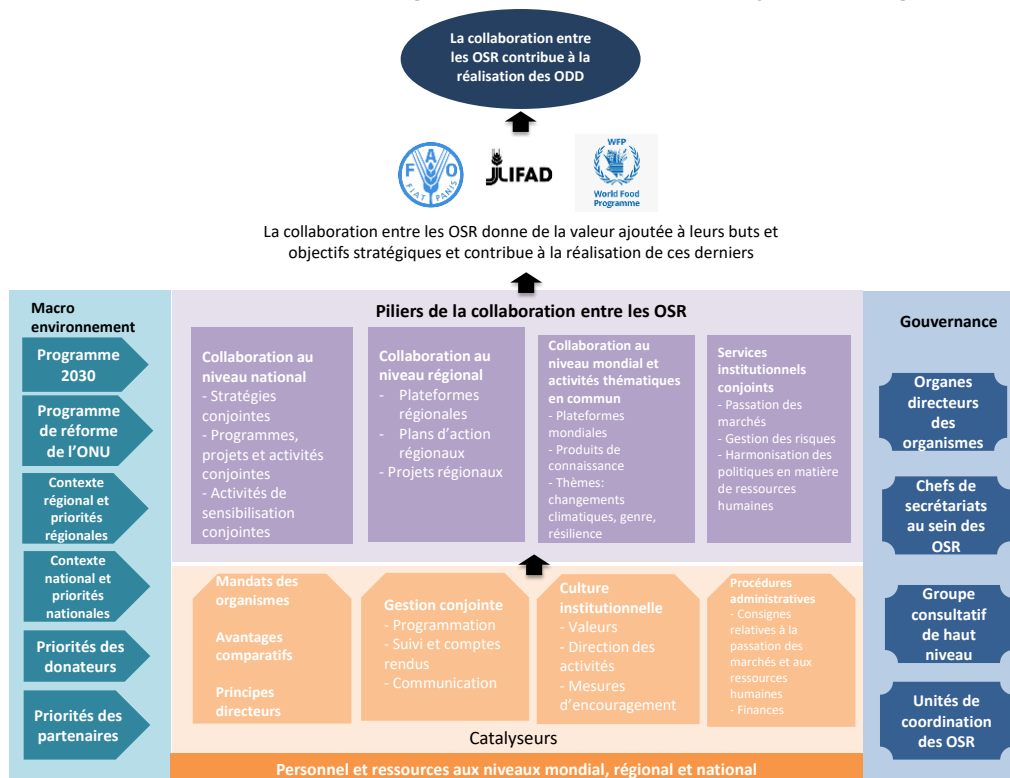 La collaboration entre
les OSR contribue à la
réalisation des ODD
FAO
FIAT PANIS
JLIFAD
WFP
World Food
Programme
La collaboration entre les OSR donne de la valeur ajoutée à leurs buts et
objectifs stratégiques et contribue à la réalisation de ces derniers
Macro
environnement
Programme
2030
Programme
de réforme
de l'ONU
Contexte
régional et
priorités
régionales
Contexte
national et
priorités
nationales
Priorités des
donateurs
Priorités des
partenaires
Piliers de la collaboration entre les OSR
Collaboration au
niveau national
- Stratégies
conjointes
- Programmes,
projets et activités
conjointes
- Activités de
sensibilisation
conjointes
Collaboration au
niveau régional
- Plateformes
régionales
- Plans d'action
régionaux
- Projets régionaux
Collaboration au
niveau mondial et
activités thématiques
en commun
- Plateformes
mondiales
- Produits de
connaissance
- Thèmes:
changements
climatiques, genre,
résilience
Services
institutionnels
conjoints
- Passation des
marchés
- Gestion des risques
- Harmonisation des
politiques en matière
de ressources
humaines
Mandats des
organismes
Avantages
comparatifs
Principes
directeurs
Gestion conjointe
- Programmation
- Suivi et comptes
rendus
- Communication
Culture
institutionnelle
- Valeurs
- Direction des
activités
- Mesures
d'encouragement
Procédures
administratives
- Consignes
relatives à la
passation des
marchés et aux
ressources
humaines
- Finances
Catalyseurs
Personnel et ressources aux niveaux mondial, régional et national
Gouvernance
Organes
directeurs
des
organismes
Chefs de
secrétariats
au sein des
OSR
Groupe
consultatif
de haut
niveau
Unités de
coordination
des OSR